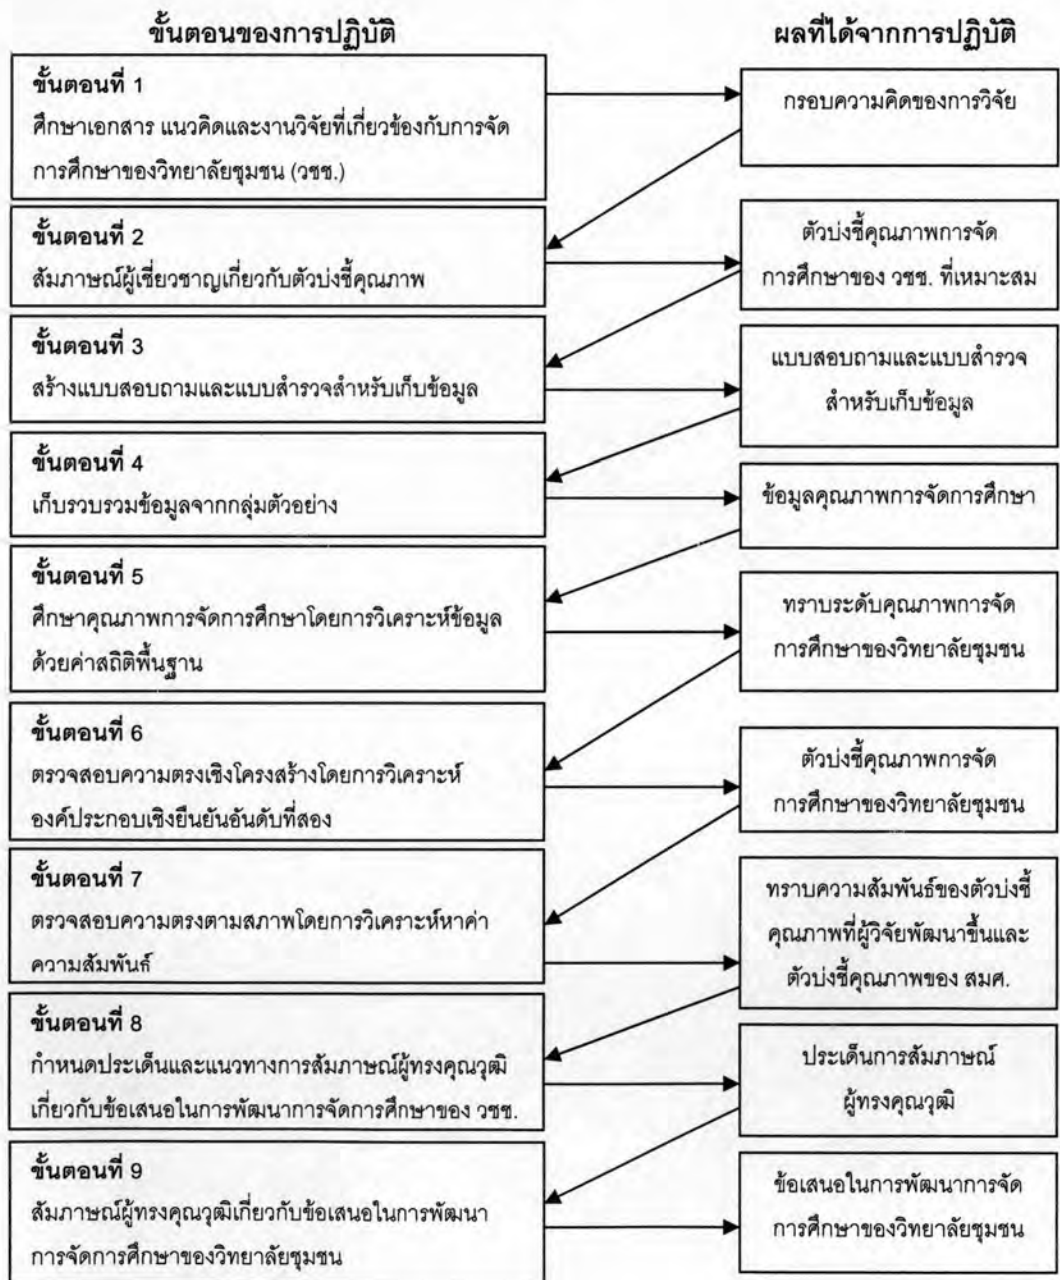 ขั้นตอนของการปฏิบัติ
ผลที่ได้จากการปฏิบัติ
ขั้นตอนที่ 1
ศึกษาเอกสาร แนวคิดและงานวิจัยที่เกี่ยวข้องกับการจัด
การศึกษาของวิทยาลัยชุมชน (วชช.)
กรอบความคิดของการวิจัย
ขั้นตอนที่ 2
สัมภาษณ์ผู้เชี่ยวชาญเกี่ยวกับตัวบ่งชี้คุณภาพ
ตัวบ่งชี้คุณภาพการจัด
การศึกษาของ วชช. ที่เหมาะสม
ขั้นตอนที่ 3
สร้างแบบสอบถามและแบบสำรวจสำหรับเก็บข้อมูล
แบบสอบถามและแบบสำรวจ
สำหรับเก็บข้อมูล
ขั้นตอนที่ 4
เก็บรวบรวมข้อมูลจากกลุ่มตัวอย่าง
ข้อมูลคุณภาพการจัดการศึกษา
ขั้นตอนที่ 5
ศึกษาคุณภาพการจัดการศึกษาโดยการวิเคราะห์ข้อมูล
ด้วยค่าสถิติพื้นฐาน
ทราบระดับคุณภาพการจัด
การศึกษาของวิทยาลัยชุมชน
ขั้นตอนที่ 6
ตรวจสอบความตรงเชิงโครงสร้างโดยการวิเคราะห์
องค์ประกอบเชิงยืนยันอันดับที่สอง
ตัวบ่งชี้คุณภาพการจัด
การศึกษาของวิทยาลัยชุมชน
ขั้นตอนที่ 7
ตรวจสอบความตรงตามสภาพโดยการวิเคราะห์หาค่า
ความสัมพันธ์
ทราบความสัมพันธ์ของตัวบ่งชี้
คุณภาพที่ผู้วิจัยพัฒนาขึ้นและ
ตัวบ่งชี้คุณภาพของ สมศ.
ขั้นตอนที่ 8
กำหนดประเด็นและแนวทางการสัมภาษณ์ผู้ทรงคุณวุฒิ
เกี่ยวกับข้อเสนอในการพัฒนาการจัดการศึกษาของ วชช.
ประเด็นการสัมภาษณ์
ผู้ทรงคุณวุฒิ
ขั้นตอนที่ 9
สัมภาษณ์ผู้ทรงคุณวุฒิเกี่ยวกับข้อเสนอในการพัฒนา
การจัดการศึกษาของวิทยาลัยชุมชน
ข้อเสนอในการพัฒนาการจัด
การศึกษาของวิทยาลัยชุมชน